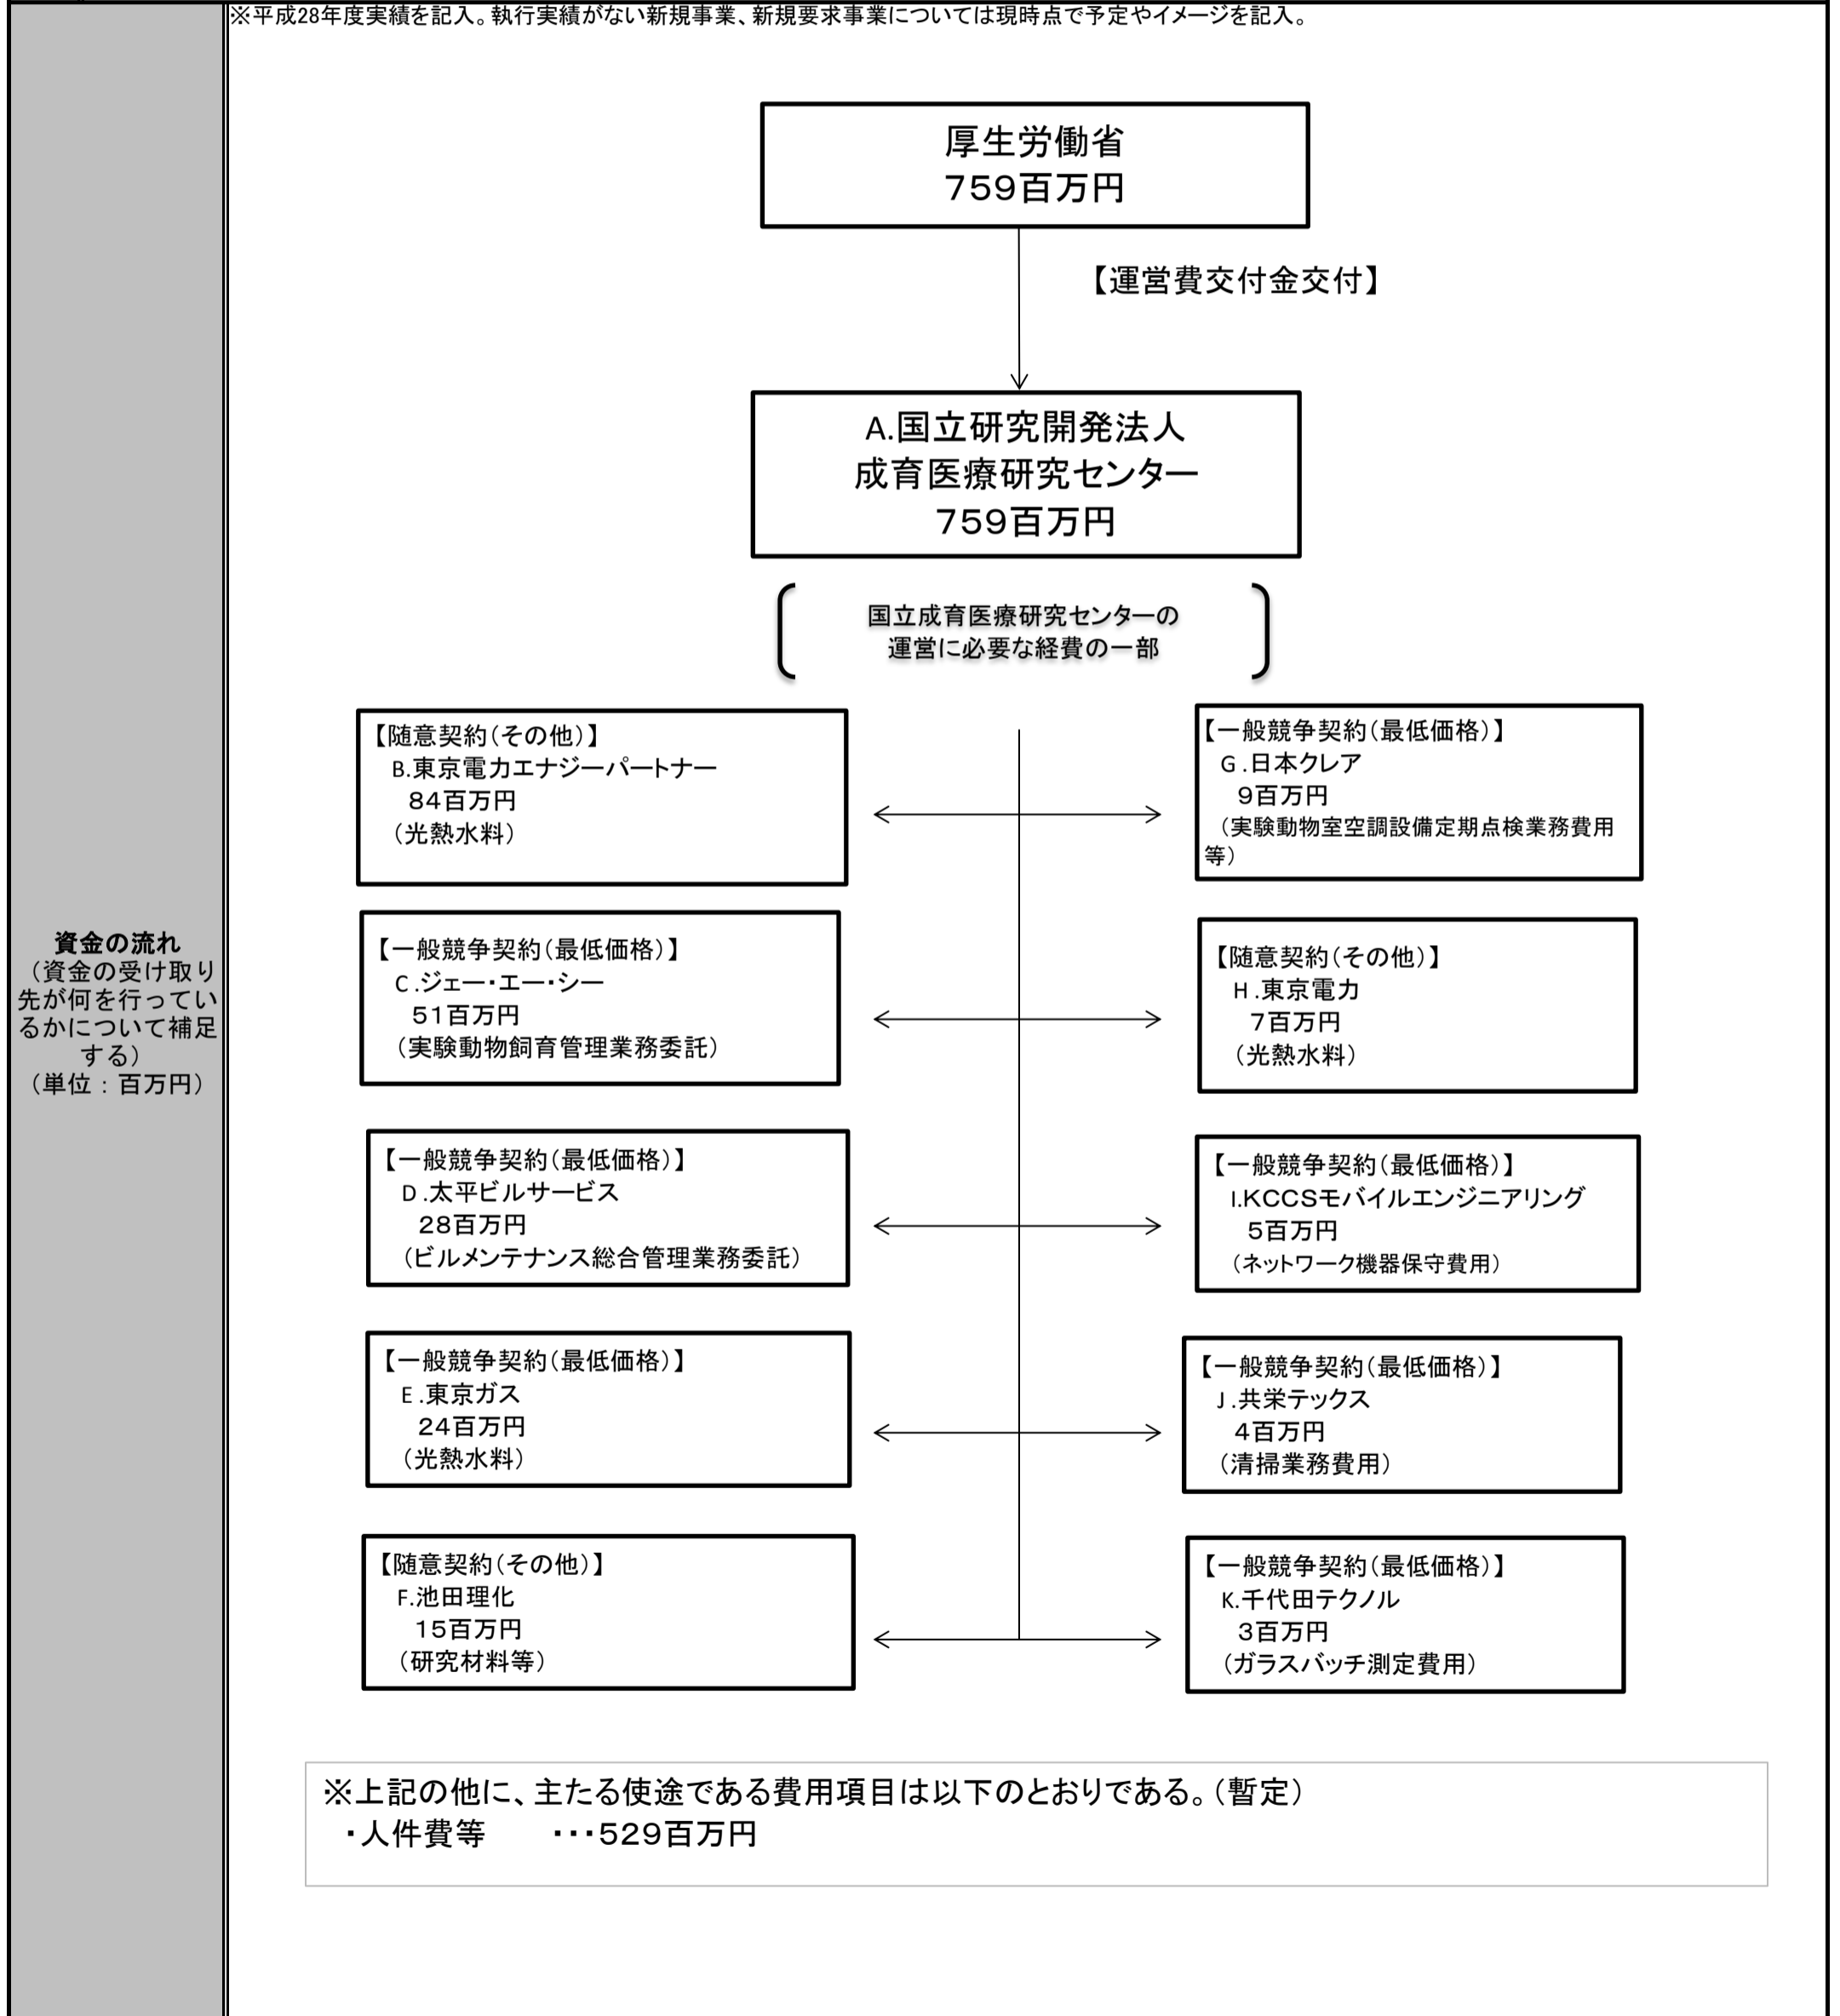 ※平成28年度実績を記入。執行実績がない新規事業、新規要求事業については現時点で予定やイメージを記入。
資金の流れ
（資金の受け取り
先が何を行ってい
るかについて補足
する）
（単位：百万円）
厚生労働省
759百万円
【運営費交付金交付】
A.国立研究開発法人
成育医療研究センター
759百万円
国立成育医療研究センターの
運営に必要な経費の一部
【随意契約（その他）】
B.東京電力エナジーパートナー
84百万円
（光熱水料）
【一般競争契約（最低価格）】
C.ジェー・エー・シー
51百万円
（実験動物飼育管理業務委託）
【一般競争契約（最低価格）】
D.太平ビルサービス
28百万円
（ビルメンテナンス総合管理業務委託）
【一般競争契約（最低価格）】
E.東京ガス
24百万円
（光熱水料）
【随意契約（その他）】
F.池田理化
15百万円
（研究材料等）
【一般競争契約（最低価格）】
G.日本クレア
9百万円
（実験動物室空調設備定期点検業務費用
等）
【随意契約（その他）】
H.東京電力
7百万円
（光熱水料）
【一般競争契約（最低価格）】
I.KCCSモバイルエンジニアリング
5百万円
（ネットワーク機器保守費用）
【一般競争契約（最低価格）】
J.共栄テックス
4百万円
（清掃業務費用）
【一般競争契約（最低価格）】
K.千代田テクノル
3百万円
（ガラスバッチ測定費用）
※上記の他に、主たる使途である費用項目は以下のとおりである。（暫定）
・人件費等　　・・・529百万円